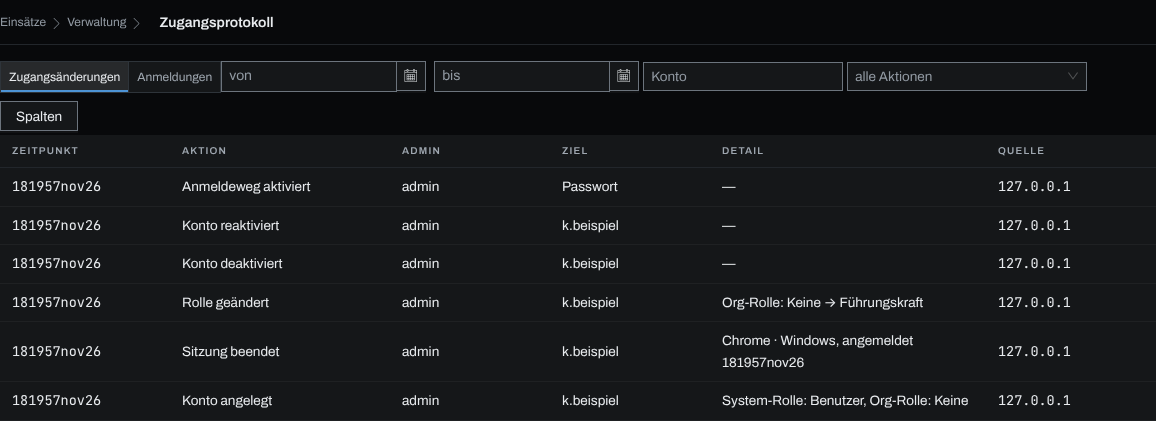 Einsätze > Verwaltung > Zugangsprotokoll
Zugangsänderungen Anmeldungen von bis Konto alle Aktionen
Spalten
ZEITPUNKT AKTION ADMIN ZIEL DETAIL QUELLE
181957nov26 Anmeldeweg aktiviert admin Passwort — 127.0.0.1
181957nov26 Konto reaktiviert admin k.beispiel — 127.0.0.1
181957nov26 Konto deaktiviert admin k.beispiel — 127.0.0.1
181957nov26 Rolle geändert admin k.beispiel Org-Rolle: Keine → Führungskraft 127.0.0.1
181957nov26 Sitzung beendet admin k.beispiel Chrome · Windows, angemeldet
181957nov26 127.0.0.1
181957nov26 Konto angelegt admin k.beispiel System-Rolle: Benutzer, Org-Rolle: Keine 127.0.0.1